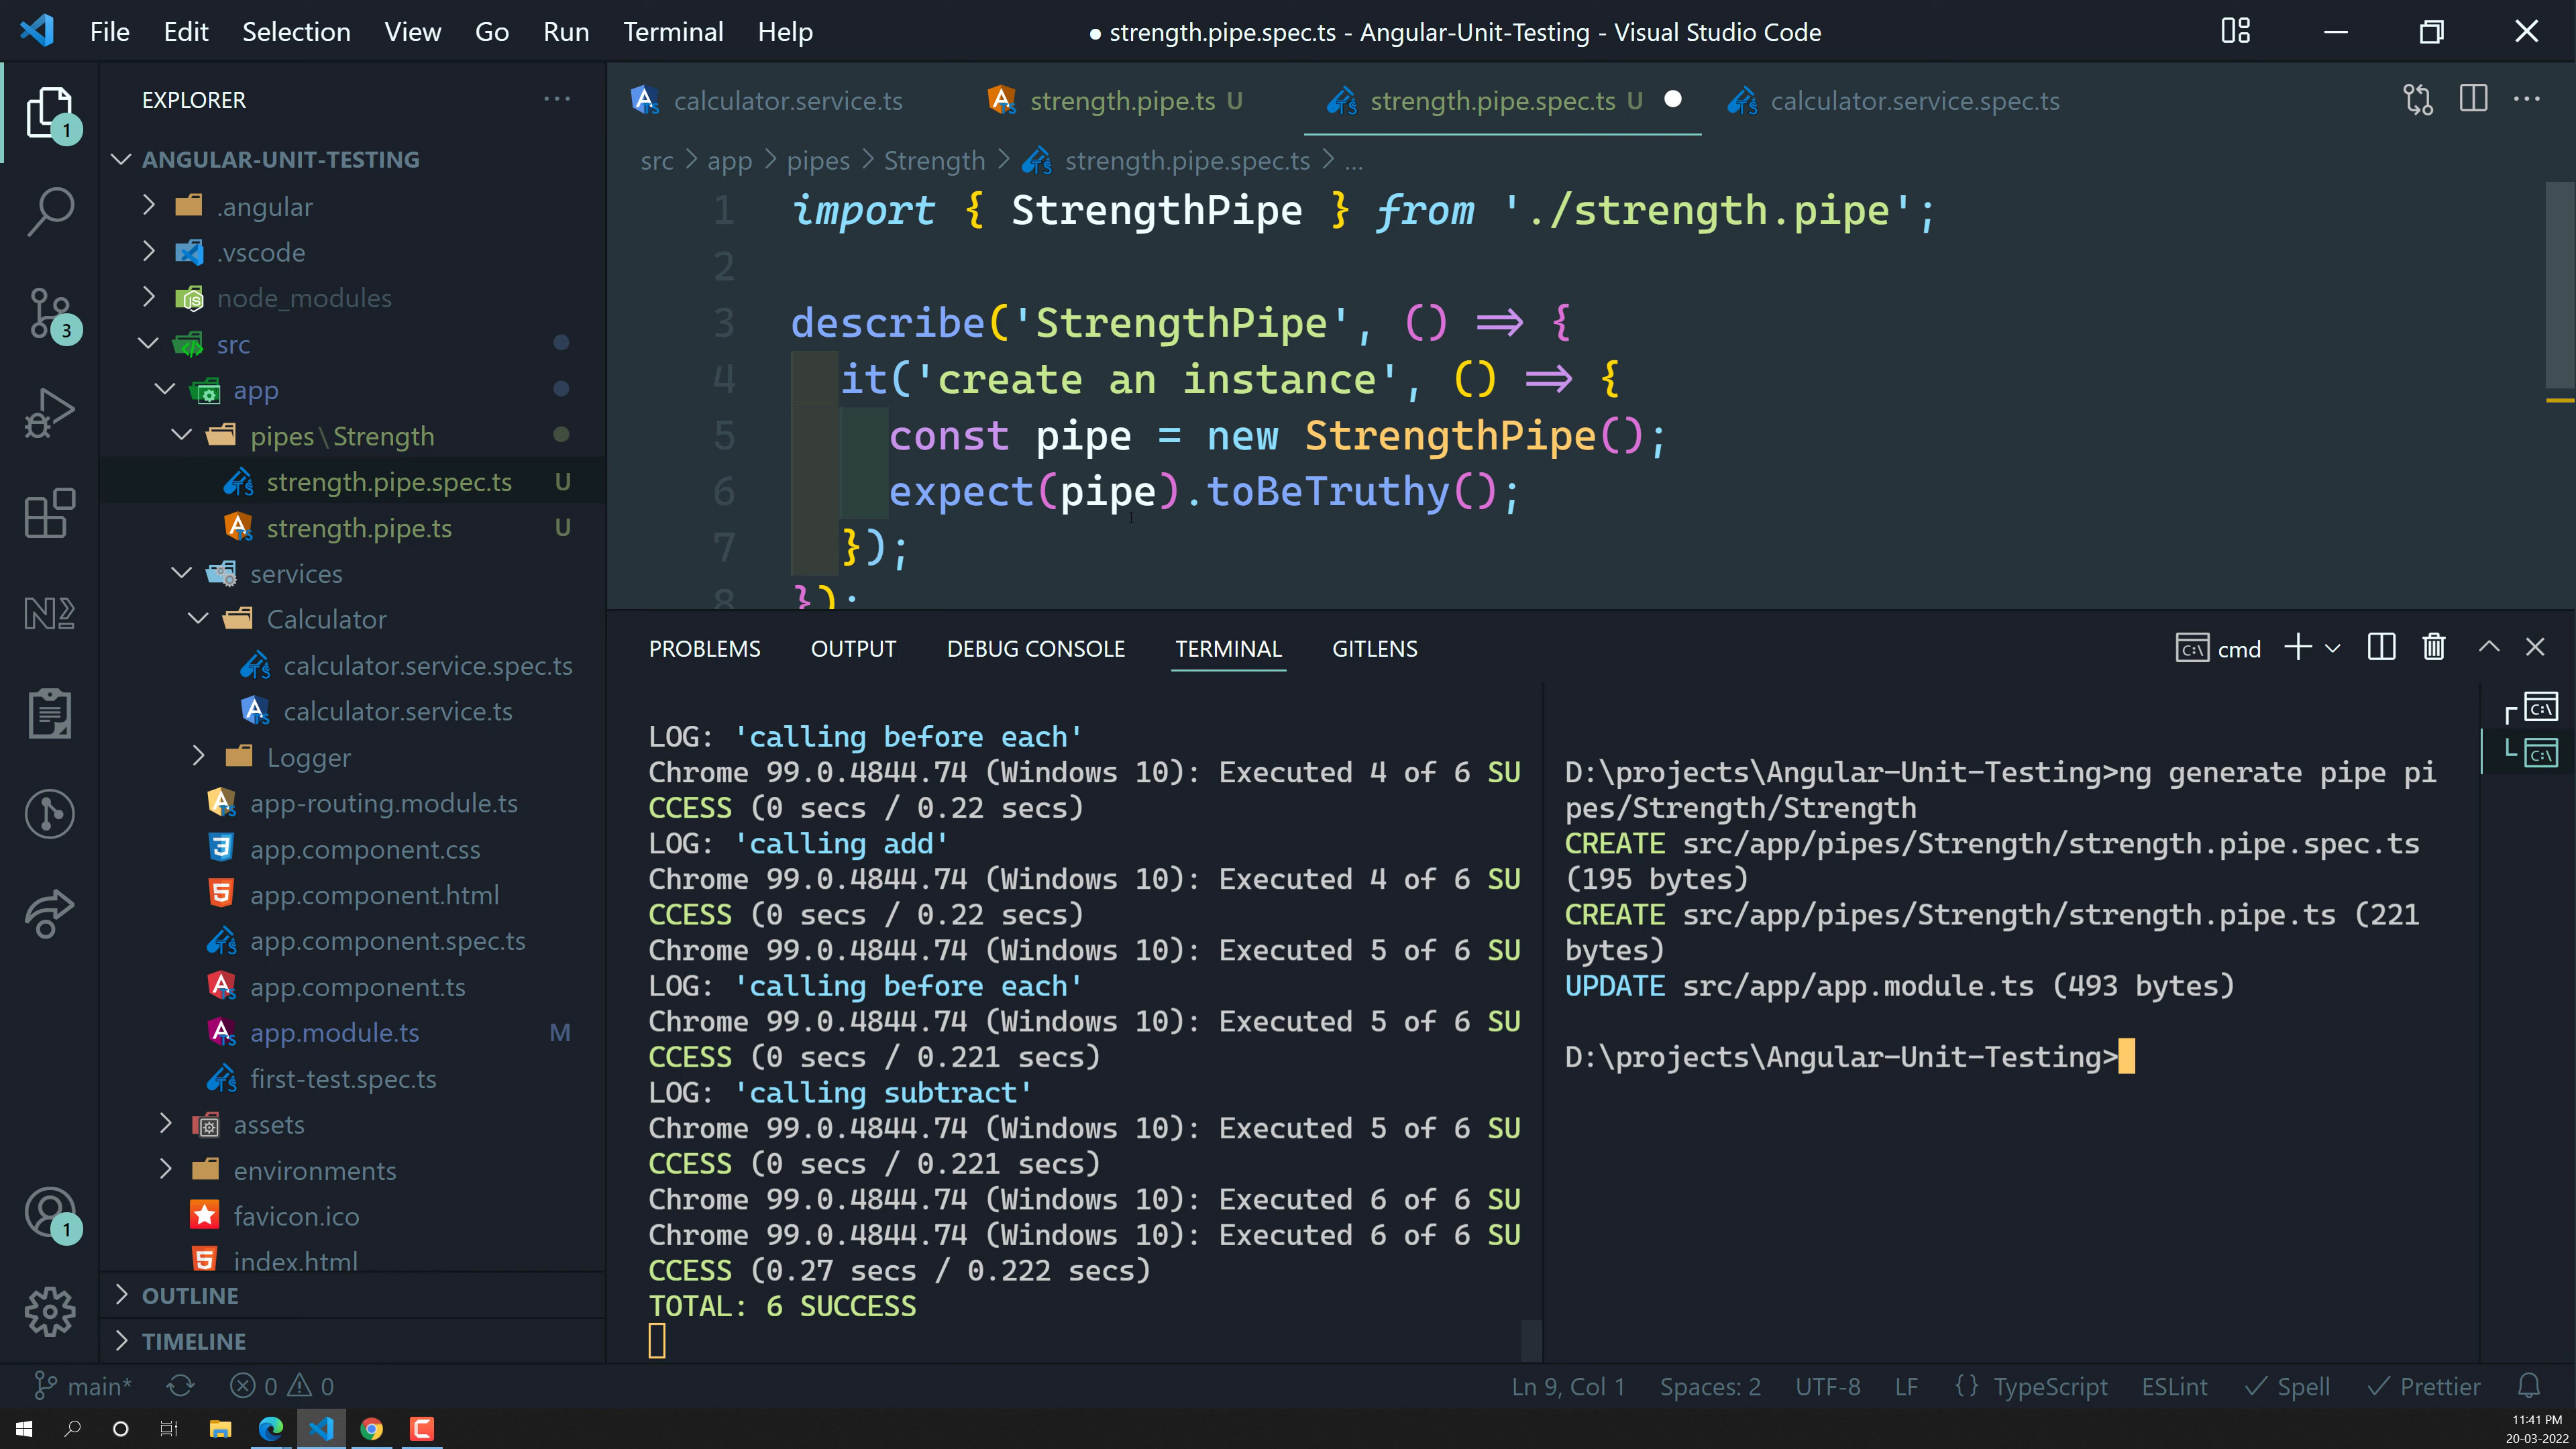 File Edit Selection View Go Run Terminal Help
● strength.pipe.spec.ts - Angular-Unit-Testing - Visual Studio Code
EXPLORER
ANGULAR-UNIT-TESTING
.angular
.vscode
node_modules
src
app
pipes\Strength
strength.pipe.spec.ts U
strength.pipe.ts U
services
Calculator
calculator.service.spec.ts
calculator.service.ts
Logger
app-routing.module.ts
app.component.css
app.component.html
app.component.spec.ts
app.component.ts
app.module.ts M
first-test.spec.ts
assets
environments
favicon.ico
index.html
OUTLINE
TIMELINE
1
3
1
calculator.service.ts strength.pipe.ts U strength.pipe.spec.ts U calculator.service.spec.ts
src > app > pipes > Strength > strength.pipe.spec.ts > ...
1 import { StrengthPipe } from './strength.pipe';
2
3 describe('StrengthPipe', () => {
4 it('create an instance', () => {
5 const pipe = new StrengthPipe();
6 expect(pipe).toBeTruthy();
7 });
8 });
PROBLEMS OUTPUT DEBUG CONSOLE TERMINAL GITLENS
cmd
LOG: 'calling before each'
Chrome 99.0.4844.74 (Windows 10): Executed 4 of 6 SU
CCESS (0 secs / 0.22 secs)
LOG: 'calling add'
Chrome 99.0.4844.74 (Windows 10): Executed 4 of 6 SU
CCESS (0 secs / 0.22 secs)
Chrome 99.0.4844.74 (Windows 10): Executed 5 of 6 SU
LOG: 'calling before each'
Chrome 99.0.4844.74 (Windows 10): Executed 5 of 6 SU
CCESS (0 secs / 0.221 secs)
LOG: 'calling subtract'
Chrome 99.0.4844.74 (Windows 10): Executed 5 of 6 SU
CCESS (0 secs / 0.221 secs)
Chrome 99.0.4844.74 (Windows 10): Executed 6 of 6 SU
Chrome 99.0.4844.74 (Windows 10): Executed 6 of 6 SU
CCESS (0.27 secs / 0.222 secs)
TOTAL: 6 SUCCESS
D:\projects\Angular-Unit-Testing>ng generate pipe pi
pes/Strength/Strength
CREATE src/app/pipes/Strength/strength.pipe.spec.ts
(195 bytes)
CREATE src/app/pipes/Strength/strength.pipe.ts (221
bytes)
UPDATE src/app/app.module.ts (493 bytes)
D:\projects\Angular-Unit-Testing>
main* 0 0
Ln 9, Col 1 Spaces: 2 UTF-8 LF {} TypeScript ESLint Spell Prettier
11:41 PM
20-03-2022